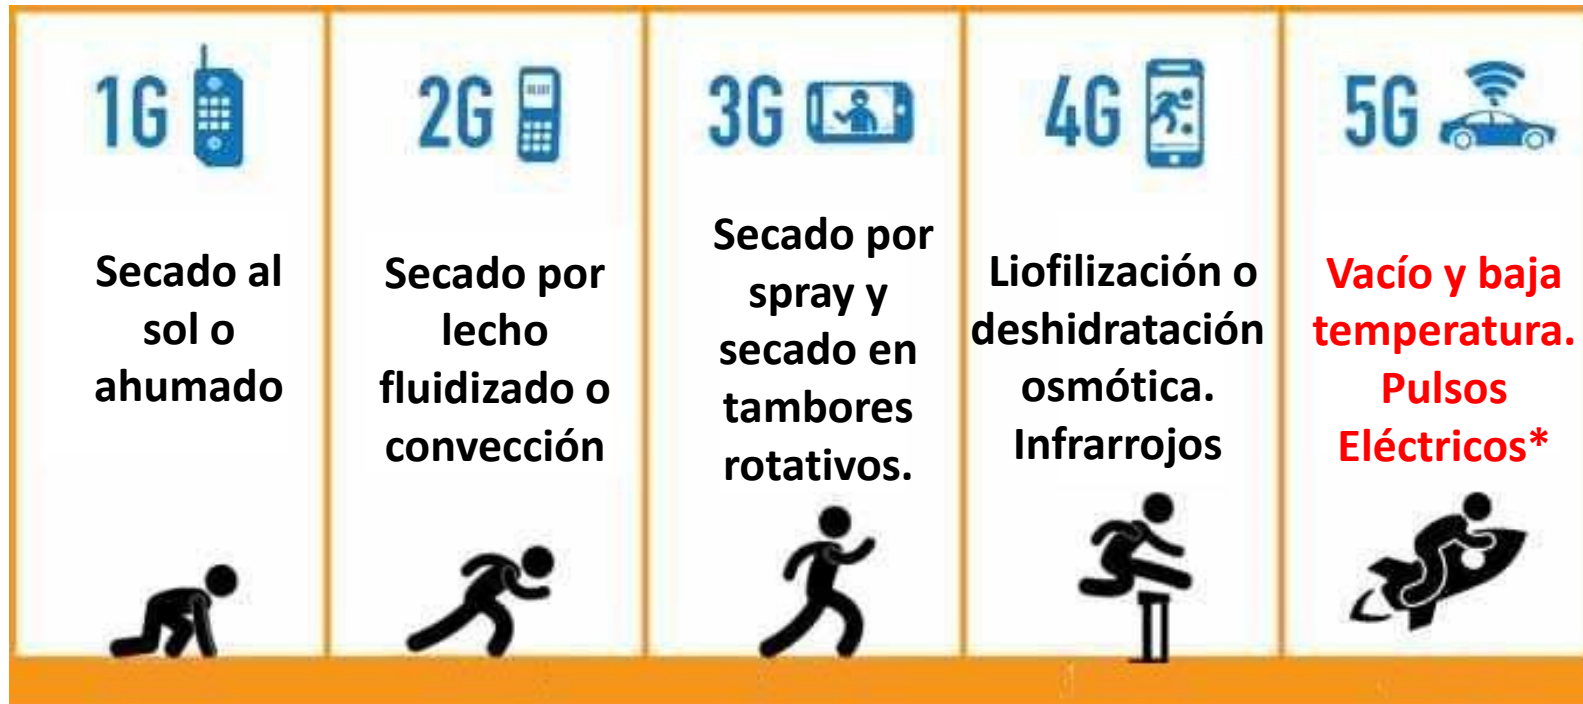 1G
2G
3G
4G
5G
Secado al
sol o
ahumado
Secado por
lecho
fluidizado o
convección
Secado por
spray y
secado en
tambores
rotativos.
Liofilización o
deshidratación
osmótica.
Infrarrojos
Vacío y baja
temperatura.
Pulsos
Eléctricos*